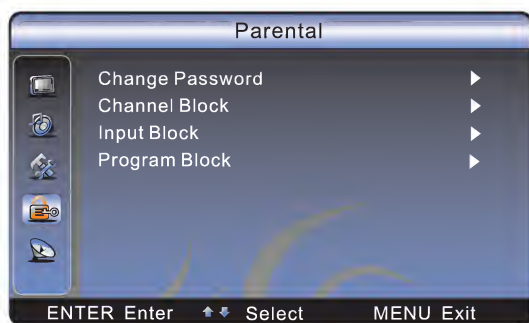 Parental
Change Password
Channel Block
Input Block
Program Block
ENTER Enter Select MENU Exit